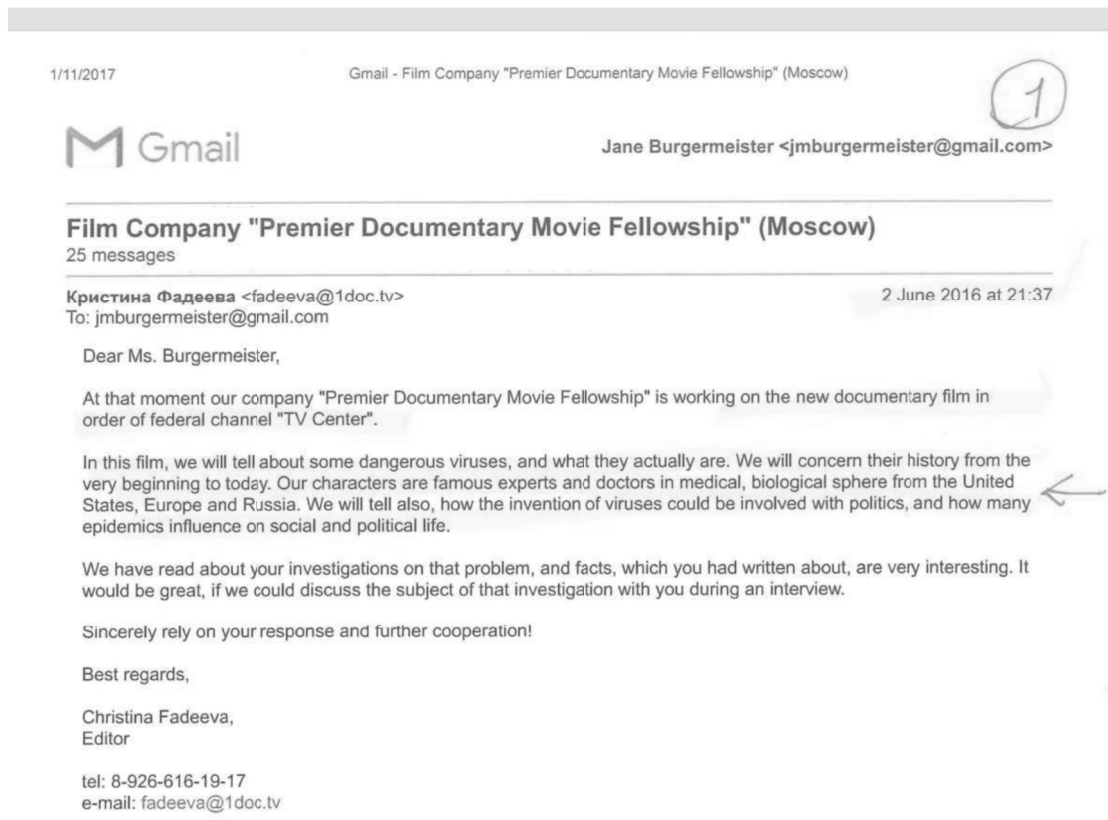 1/11/2017 Gmail - Film Company "Premier Documentary Movie Fellowship" (Moscow)
1
Gmail
Jane Burgermeister <jmburgermeister@gmail.com>
Film Company "Premier Documentary Movie Fellowship" (Moscow)
25 messages
Кристина Фадеева <fadeeva@1doc.tv> 2 June 2016 at 21:37
To: jmburgermeister@gmail.com
Dear Ms. Burgermeister,
At that moment our company "Premier Documentary Movie Fellowship" is working on the new documentary film in
order of federal channel "TV Center".
In this film, we will tell about some dangerous viruses, and what they actually are. We will concern their history from the
very beginning to today. Our characters are famous experts and doctors in medical, biological sphere from the United
States, Europe and Russia. We will tell also, how the invention of viruses could be involved with politics, and how many
epidemics influence on social and political life.
We have read about your investigations on that problem, and facts, which you had written about, are very interesting. It
would be great, if we could discuss the subject of that investigation with you during an interview.
Sincerely rely on your response and further cooperation!
Best regards,
Christina Fadeeva,
Editor
tel: 8-926-616-19-17
e-mail: fadeeva@1doc.tv